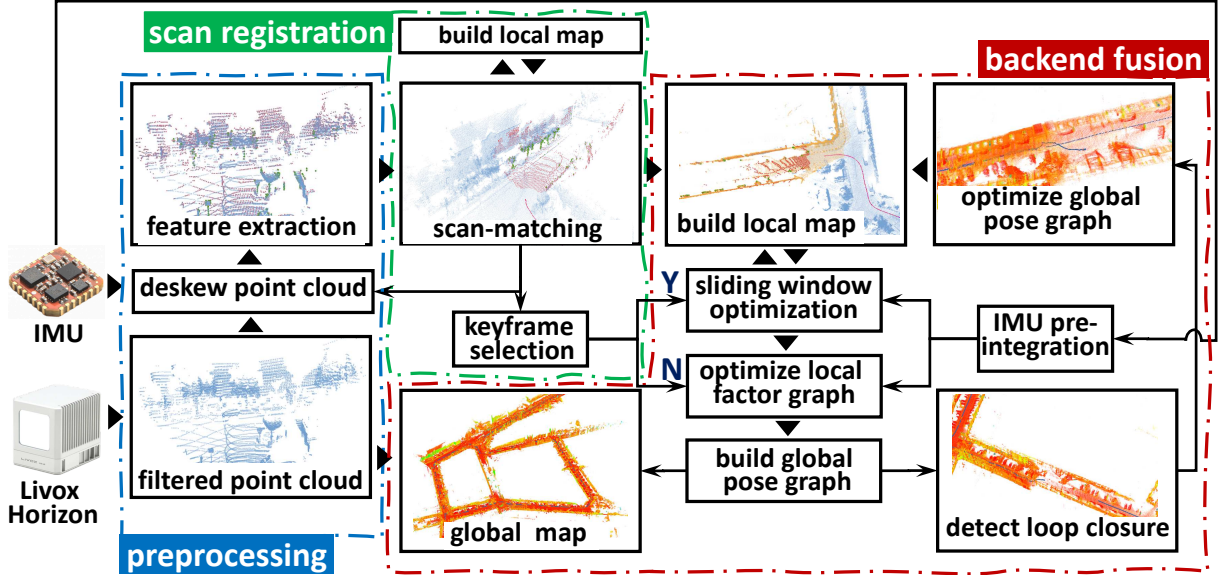 scan registration
build local map
backend fusion
feature extraction
scan-matching
build local map
optimize global
pose graph
IMU
deskew point cloud
keyframe
selection
Y
sliding window
optimization
IMU pre-
integration
N
optimize local
factor graph
Livox
Horizon
filtered point cloud
global map
build global
pose graph
detect loop closure
preprocessing